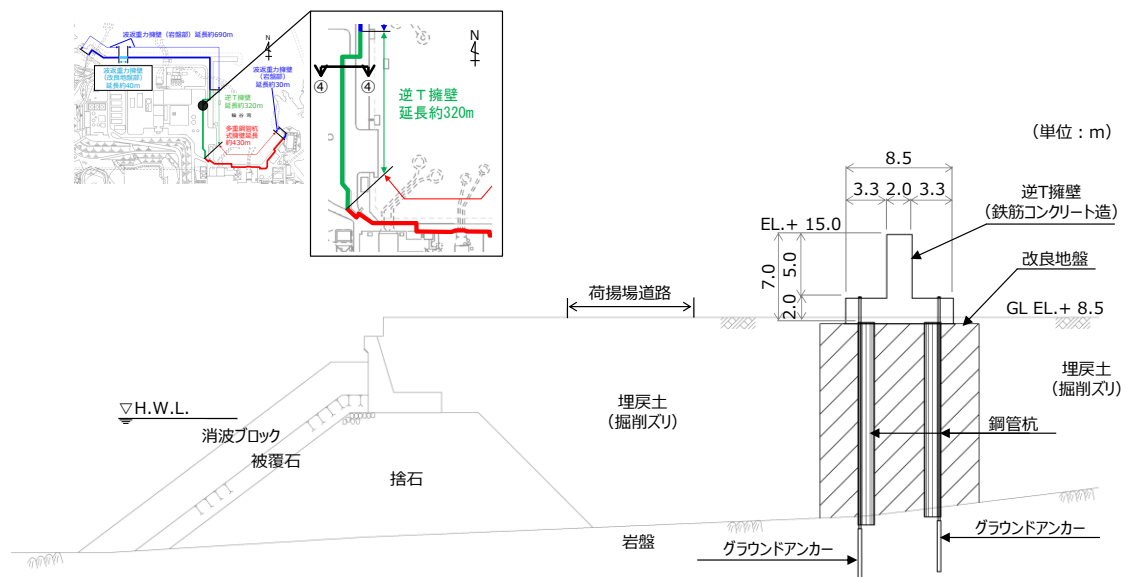 波返重力擁壁（岩盤部）延長約690m
N
波返重力擁壁
（改良地盤部）
延長約40m
波返重力擁壁
（岩盤部）
延長約30m
逆Ｔ擁壁
延長約320m
輪谷湾
多重鋼管杭
式擁壁延長
約430m
N
④
④
逆Ｔ擁壁
延長約320m
（単位：m）
8.5
3.3
2.0
3.3
逆T擁壁
（鉄筋コンクリート造）
EL.+ 15.0
7.0
5.0
2.0
改良地盤
荷揚場道路
GL EL.+ 8.5
埋戻土
（掘削ズリ）
埋戻土
（掘削ズリ）
▽H.W.L.
消波ブロック
被覆石
捨石
鋼管杭
岩盤
グラウンドアンカー
グラウンドアンカー